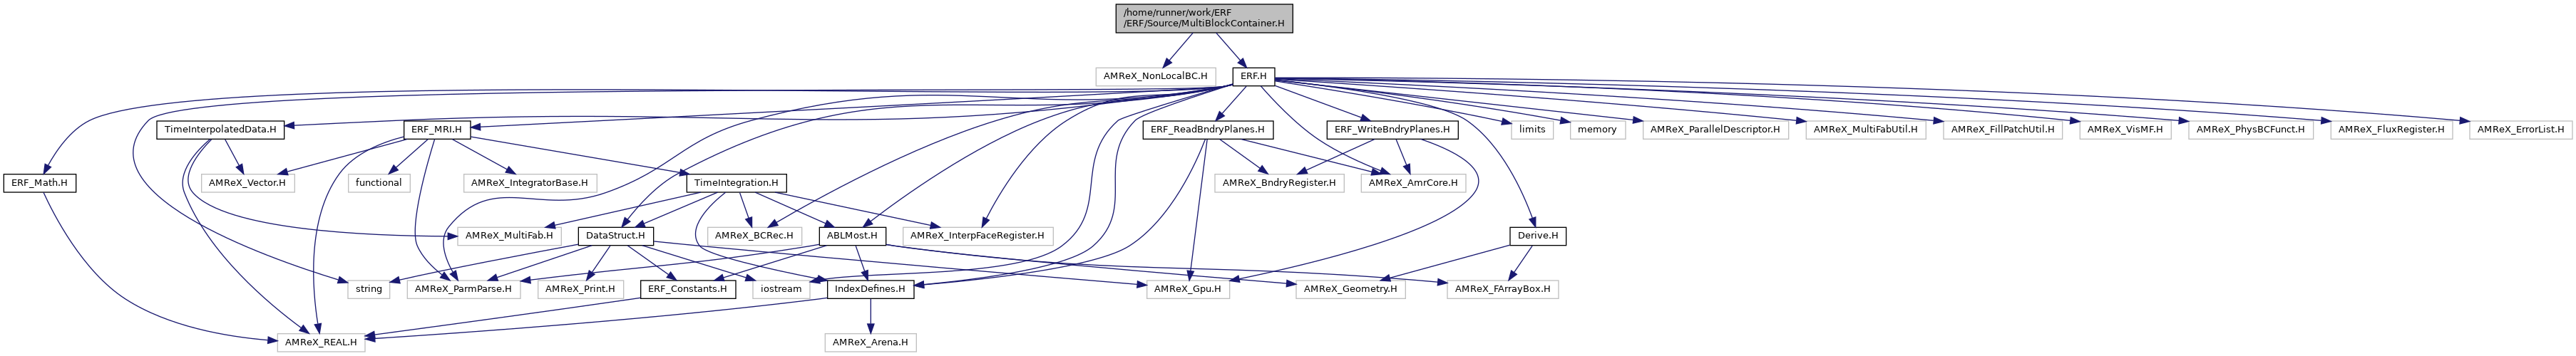 /home/runner/work/ERF
/ERF/Source/MultiBlockContainer.H
AMReX_NonLocalBC.H
ERF.H
TimeInterpolatedData.H
ERF_MRI.H
ERF_ReadBndryPlanes.H
ERF_WriteBndryPlanes.H
limits
memory
AMReX_ParallelDescriptor.H
AMReX_MultiFabUtil.H
AMReX_FillPatchUtil.H
AMReX_VisMF.H
AMReX_PhysBCFunct.H
AMReX_FluxRegister.H
AMReX_ErrorList.H
ERF_Math.H
AMReX_Vector.H
functional
AMReX_IntegratorBase.H
TimeIntegration.H
AMReX_BndryRegister.H
AMReX_AmrCore.H
AMReX_MultiFab.H
DataStruct.H
AMReX_BCRec.H
ABLMost.H
AMReX_InterpFaceRegister.H
Derive.H
string
AMReX_ParmParse.H
AMReX_Print.H
ERF_Constants.H
iostream
IndexDefines.H
AMReX_Gpu.H
AMReX_Geometry.H
AMReX_FArrayBox.H
AMReX_REAL.H
AMReX_Arena.H